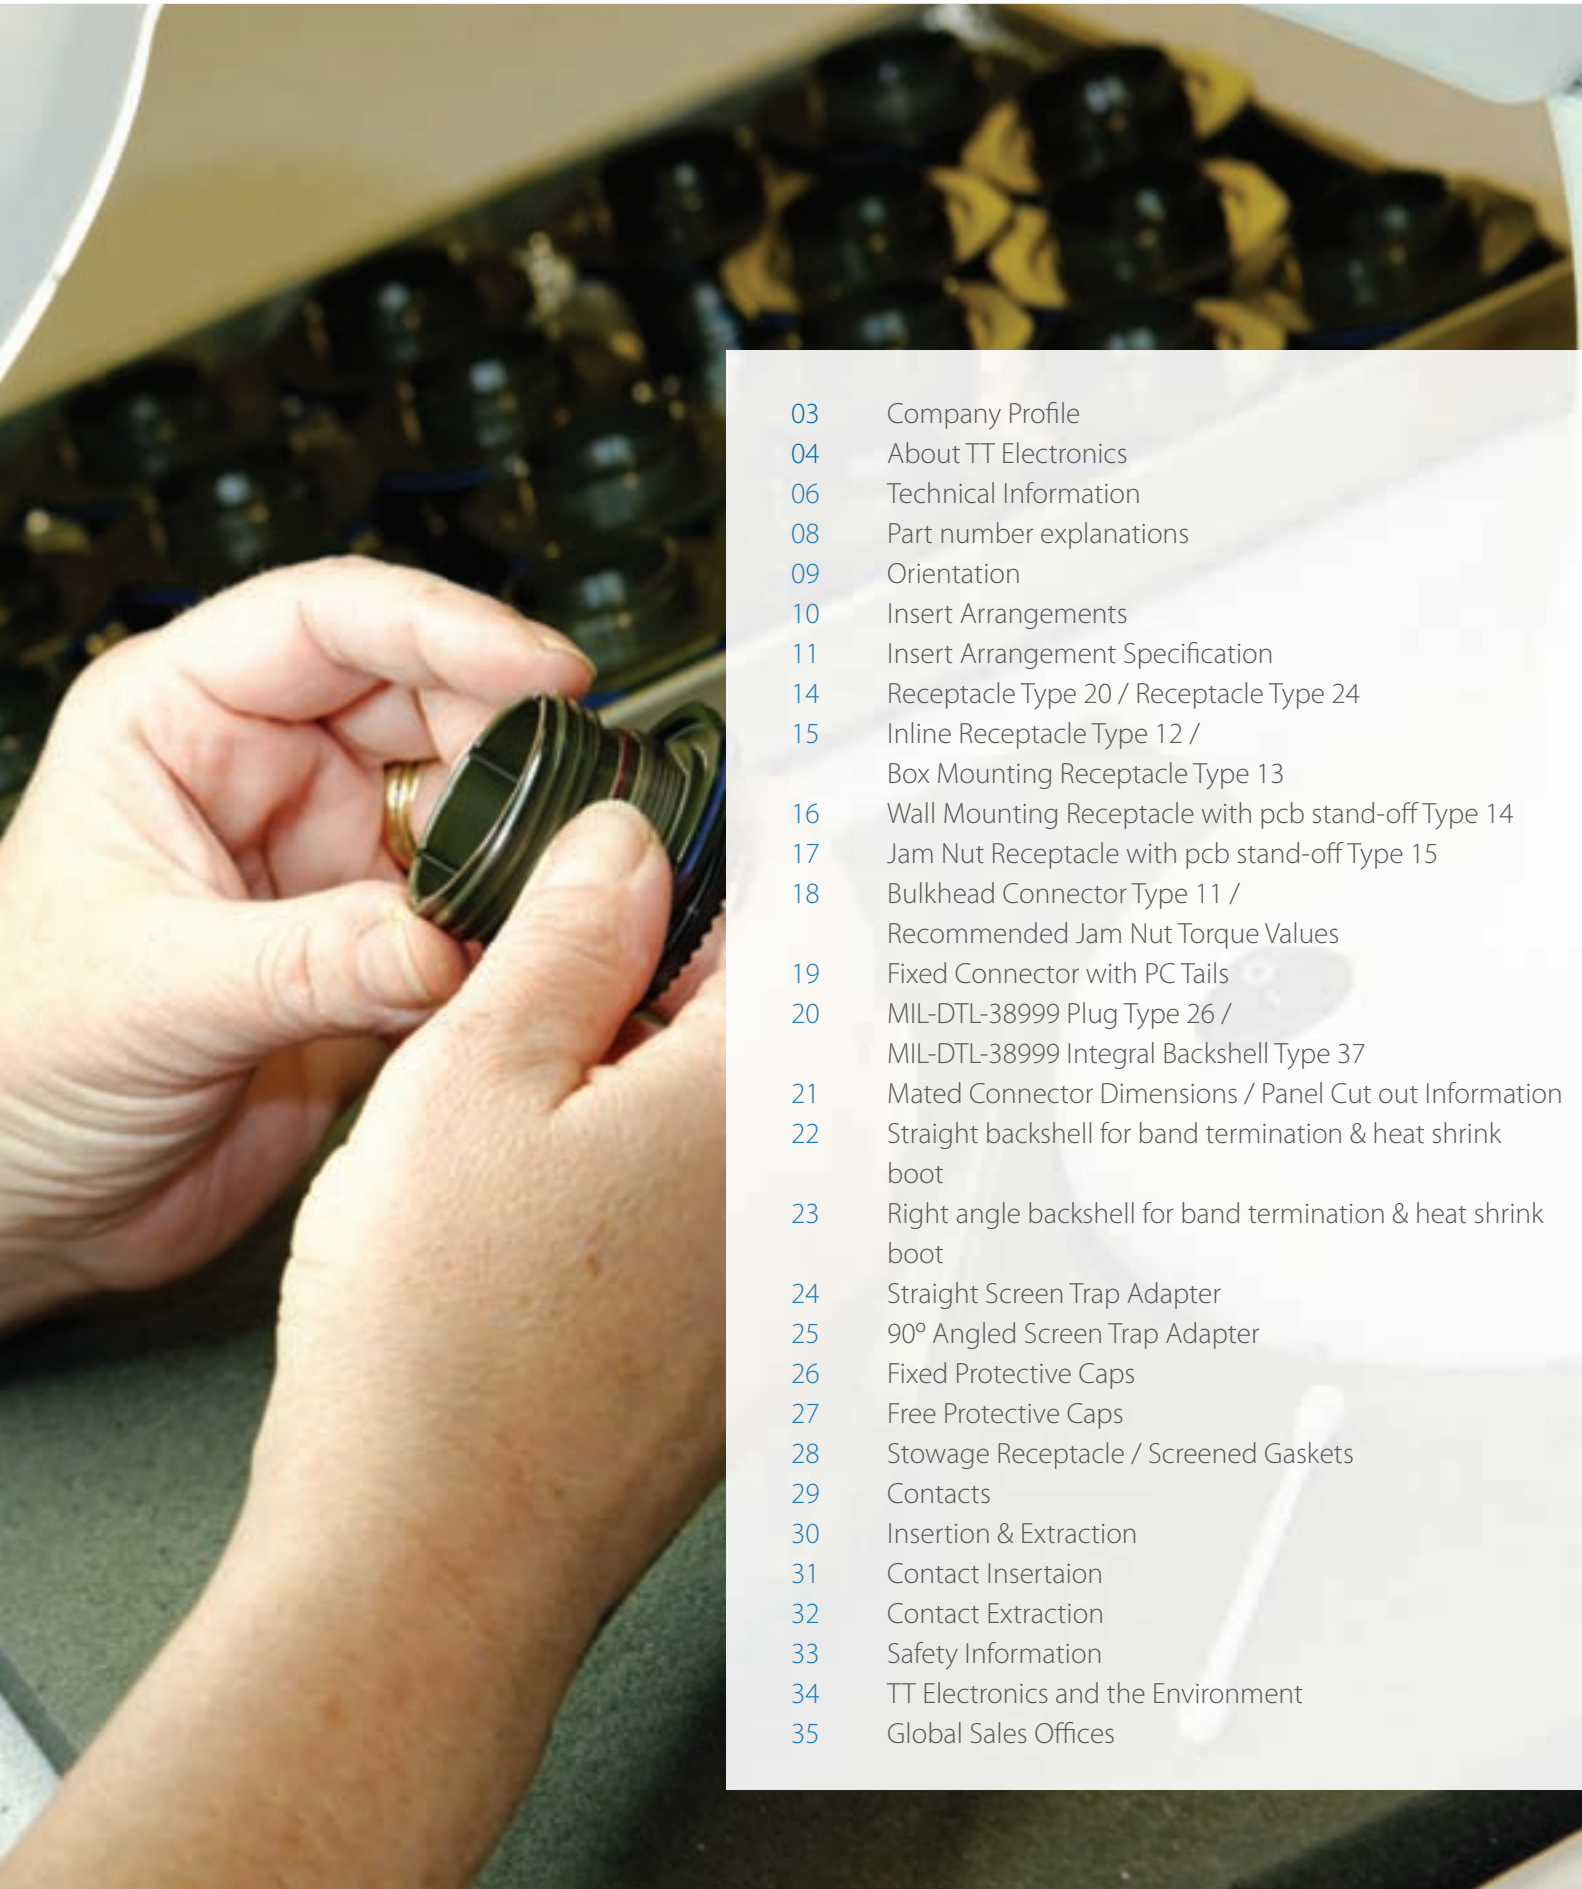 03 Company Profile
04 About TT Electronics
06 Technical Information
08 Part number explanations
09 Orientation
10 Insert Arrangements
11 Insert Arrangement Specification
14 Receptacle Type 20 / Receptacle Type 24
15 Inline Receptacle Type 12 /
Box Mounting Receptacle Type 13
16 Wall Mounting Receptacle with pcb stand-off Type 14
17 Jam Nut Receptacle with pcb stand-off Type 15
18 Bulkhead Connector Type 11 /
Recommended Jam Nut Torque Values
19 Fixed Connector with PC Tails
20 MIL-DTL-38999 Plug Type 26 /
MIL-DTL-38999 Integral Backshell Type 37
21 Mated Connector Dimensions / Panel Cut out Information
22 Straight backshell for band termination & heat shrink
boot
23 Right angle backshell for band termination & heat shrink
boot
24 Straight Screen Trap Adapter
25 90º Angled Screen Trap Adapter
26 Fixed Protective Caps
27 Free Protective Caps
28 Stowage Receptacle / Screened Gaskets
29 Contacts
30 Insertion & Extraction
31 Contact Insertaion
32 Contact Extraction
33 Safety Information
34 TT Electronics and the Environment
35 Global Sales Offices